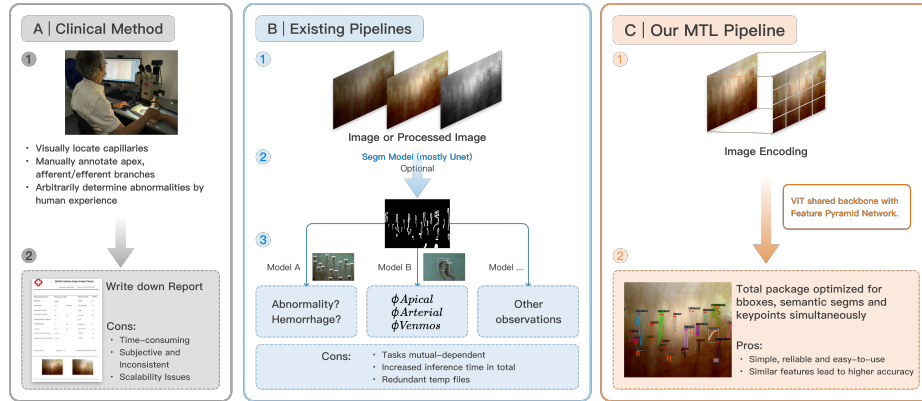 A | Clinical Method
1
• Visually locate capillaries
• Manually annotate apex,
afferent/efferent branches
• Arbitrarily determine abnormalities by
human experience
2
Write down Report
Cons:
• Time-consuming
• Subjective and
Inconsistent
• Scalability Issues
B | Existing Pipelines
1
Image or Processed Image
2
Segm Model (mostly Unet)
Optional
3
Model A
Model B
Model ...
Abnormality?
Hemorrhage?
ϕApical
ϕArterial
ϕVenmos
Other
observations
Cons:
• Tasks mutual-dependent
• Increased inference time in total
• Redundant temp files
C | Our MTL Pipeline
1
Image Encoding
ViT shared backbone with
Feature Pyramid Network.
2
Total package optimized for
bboxes, semantic segms and
keypoints simultaneously
Pros:
• Simple, reliable and easy-to-use
• Similar features lead to higher accuracy